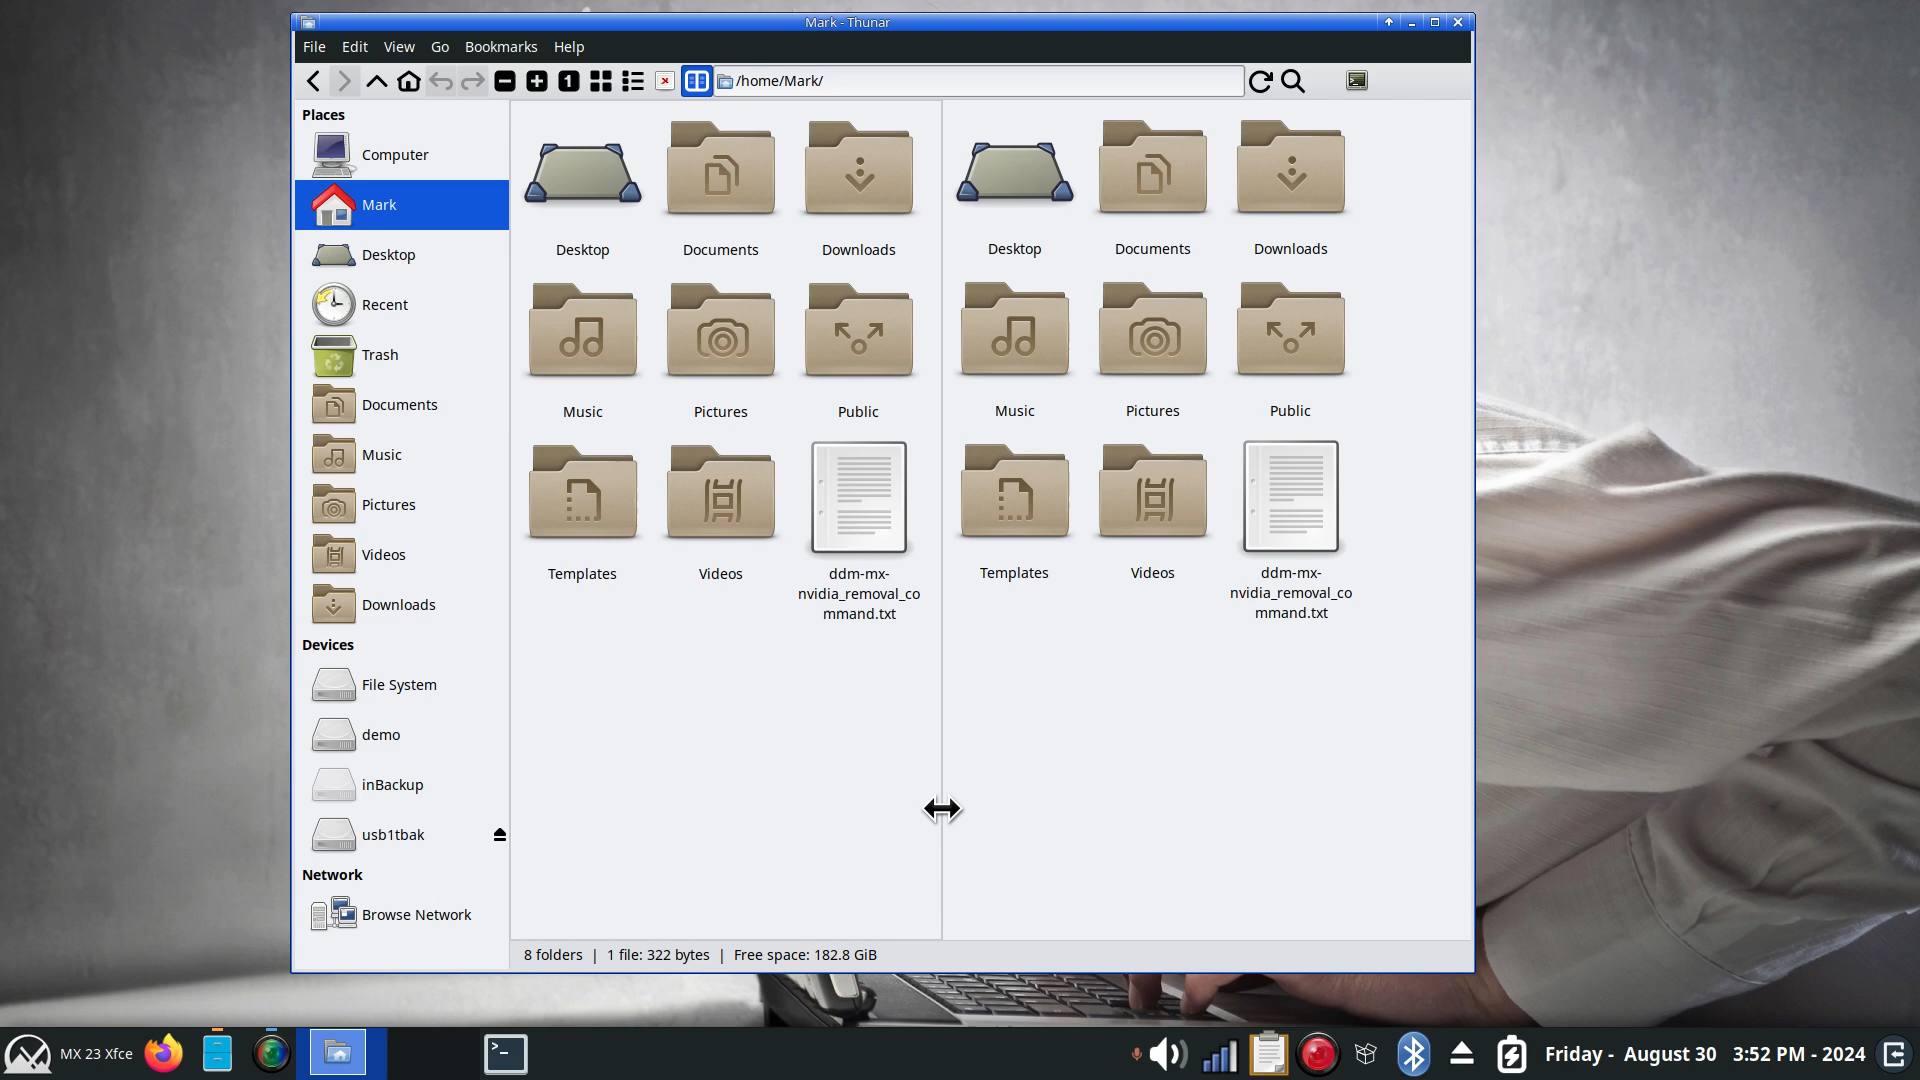 Mark - Thunar
File Edit View Go Bookmarks Help
1
/home/Mark/
Places
Computer
Mark
Desktop
Recent
Trash
Documents
Music
Pictures
Videos
Downloads
Devices
File System
demo
inBackup
usb1tbak
Network
Browse Network
Desktop Documents Downloads
Music Pictures Public
Templates Videos ddm-mx-
nvidia_removal_co
mmand.txt
Desktop Documents Downloads
Music Pictures Public
Templates Videos ddm-mx-
nvidia_removal_co
mmand.txt
8 folders | 1 file: 322 bytes | Free space: 182.8 GiB
MX 23 Xfce
Friday - August 30 3:52 PM - 2024